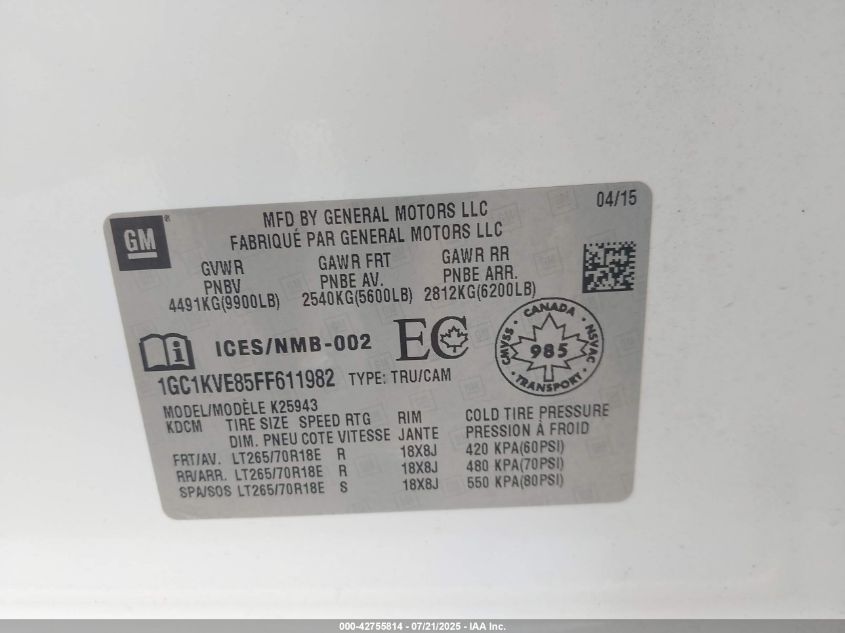 GM®
MFD BY GENERAL MOTORS LLC
04/15
FABRIQUÉ PAR GENERAL MOTORS LLC
GVWR GAWR FRT GAWR RR
PNBV PNBE AV. PNBE ARR.
4491KG(9900LB) 2540KG(5600LB) 2812KG(6200LB)
ICES/NMB-002 EC
CANADA
CMVSS 985 NSVAC
TRANSPORT
1GC1KVE85FF611982 TYPE: TRU/CAM
MODEL/MODÈLE K25943
KDCM TIRE SIZE SPEED RTG RIM COLD TIRE PRESSURE
DIM. PNEU COTE VITESSE JANTE PRESSION À FROID
FRT/AV. LT265/70R18E R 18X8J 420 KPA(60PSI)
RR/ARR. LT265/70R18E R 18X8J 480 KPA(70PSI)
SPA/SOS LT265/70R18E S 18X8J 550 KPA(80PSI)
000-42755814 - 07/21/2025 - IAA Inc.